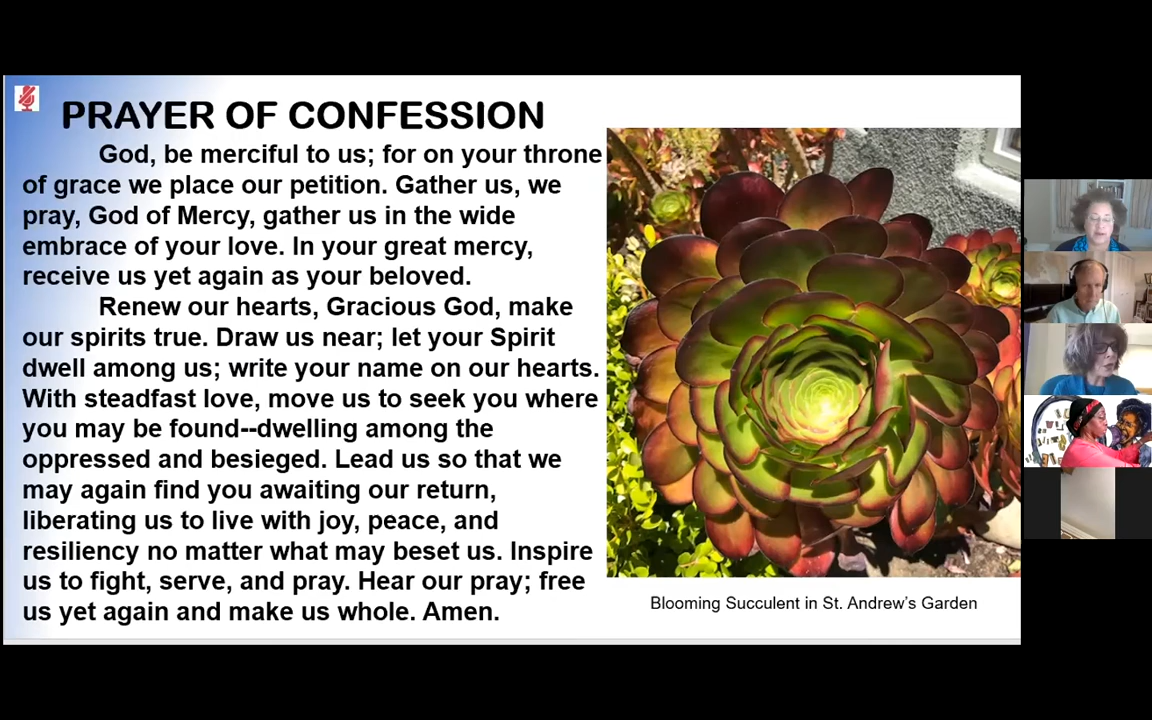 PRAYER OF CONFESSION
God, be merciful to us; for on your throne
of grace we place our petition. Gather us, we
pray, God of Mercy, gather us in the wide
embrace of your love. In your great mercy,
receive us yet again as your beloved.
Renew our hearts, Gracious God, make
our spirits true. Draw us near; let your Spirit
dwell among us; write your name on our hearts.
With steadfast love, move us to seek you where
you may be found--dwelling among the
oppressed and besieged. Lead us so that we
may again find you awaiting our return,
liberating us to live with joy, peace, and
resiliency no matter what may beset us. Inspire
us to fight, serve, and pray. Hear our pray; free
us yet again and make us whole. Amen.
Blooming Succulent in St. Andrew’s Garden